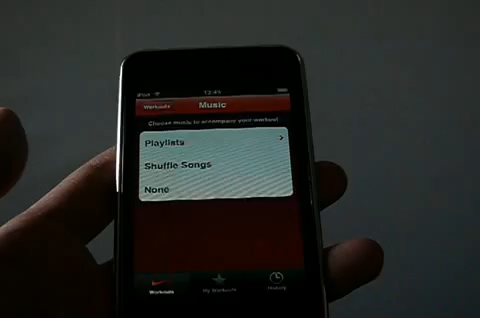 iPod 12:45
Workouts Music
Choose music to accompany your workout
Playlists
Shuffle Songs
None
Workouts My Workouts History